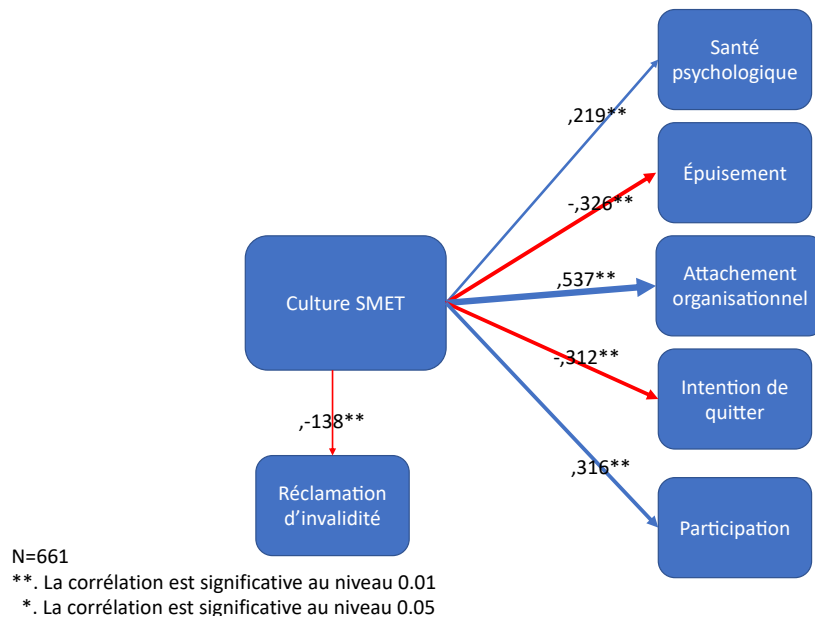 Santé
psychologique
,219**
Épuisement
-,326**
Culture SMET
,537**
Attachement
organisationnel
-,312**
Intention de
quitter
,-138**
,316**
Réclamation
d’invalidité
Participation
N=661
**. La corrélation est significative au niveau 0.01
*. La corrélation est significative au niveau 0.05